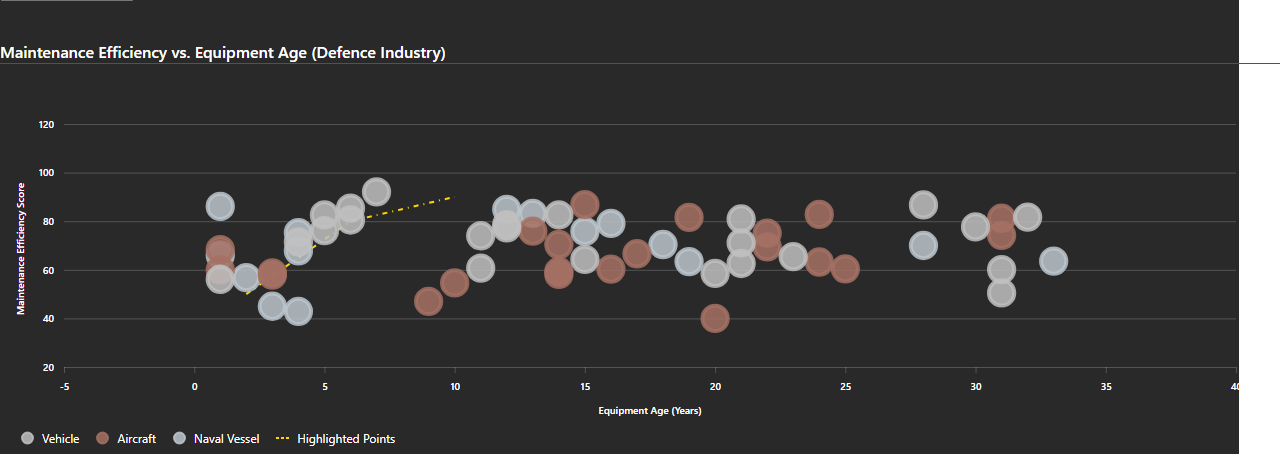 Maintenance Efficiency vs. Equipment Age (Defence Industry)
120
100
80
60
40
20
Maintenance Efficiency Score
-5 0 5 10 15 20 25 30 35 40
Equipment Age (Years)
Vehicle Aircraft Naval Vessel Highlighted Points